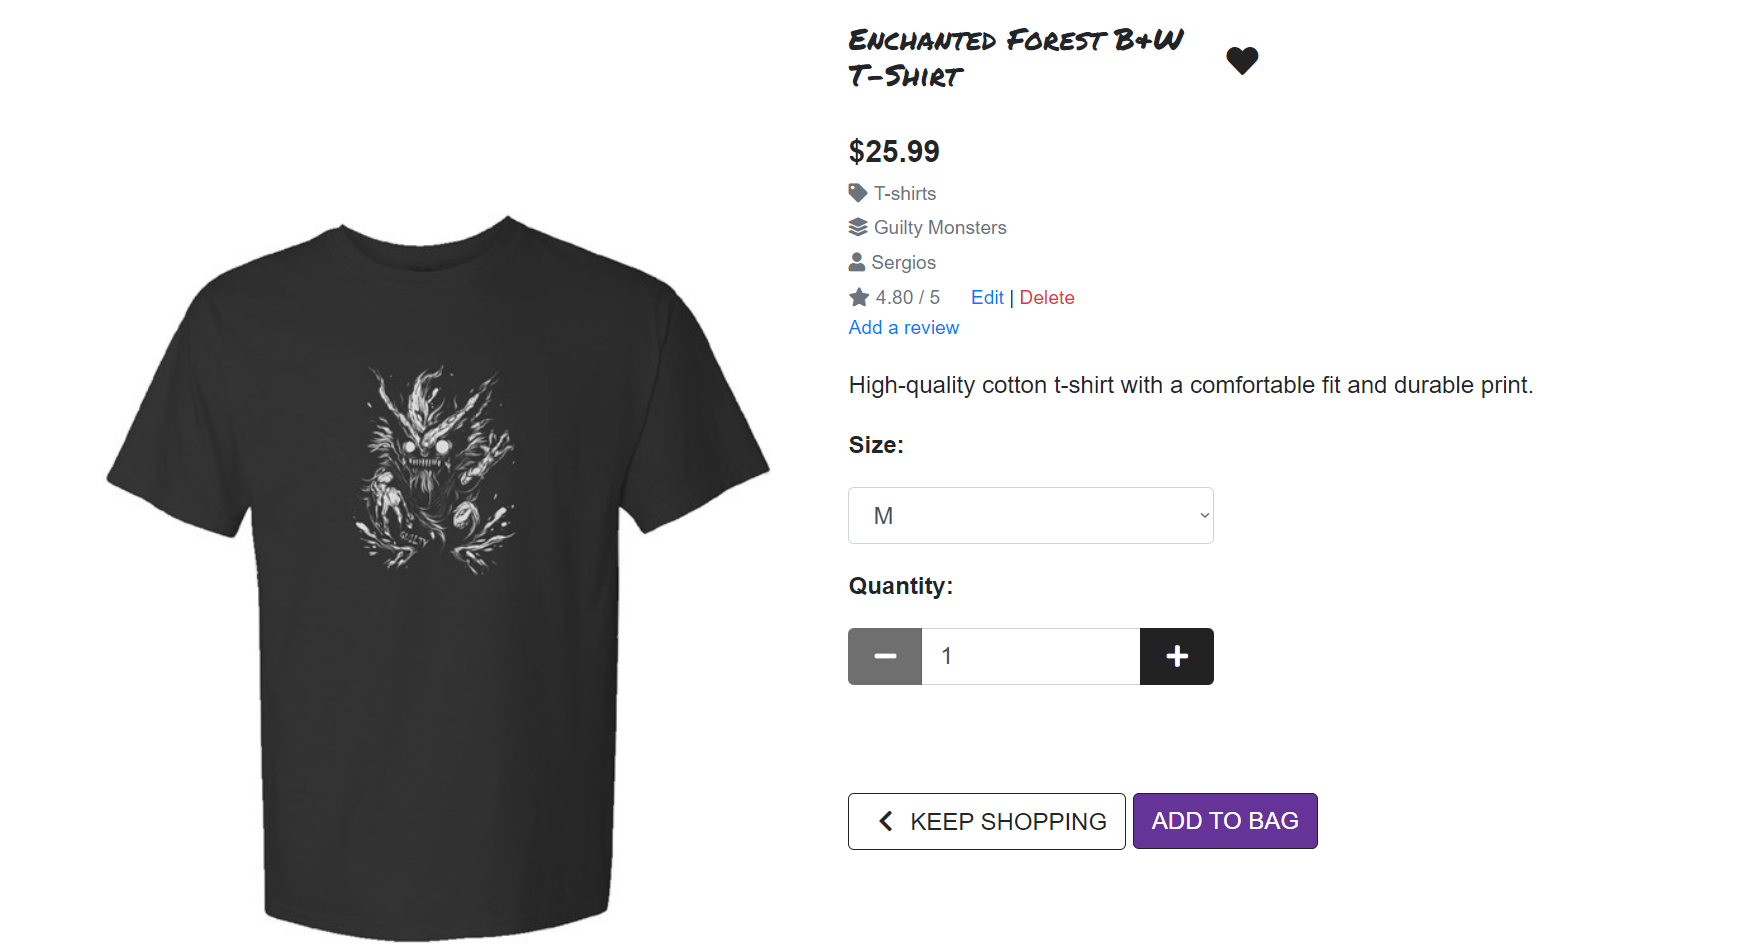 Enchanted Forest B&W
T-Shirt
$25.99
T-shirts
Guilty Monsters
Sergios
4.80 / 5 Edit | Delete
Add a review
High-quality cotton t-shirt with a comfortable fit and durable print.
Size:
M
Quantity:
1
KEEP SHOPPING
ADD TO BAG
GUILTY